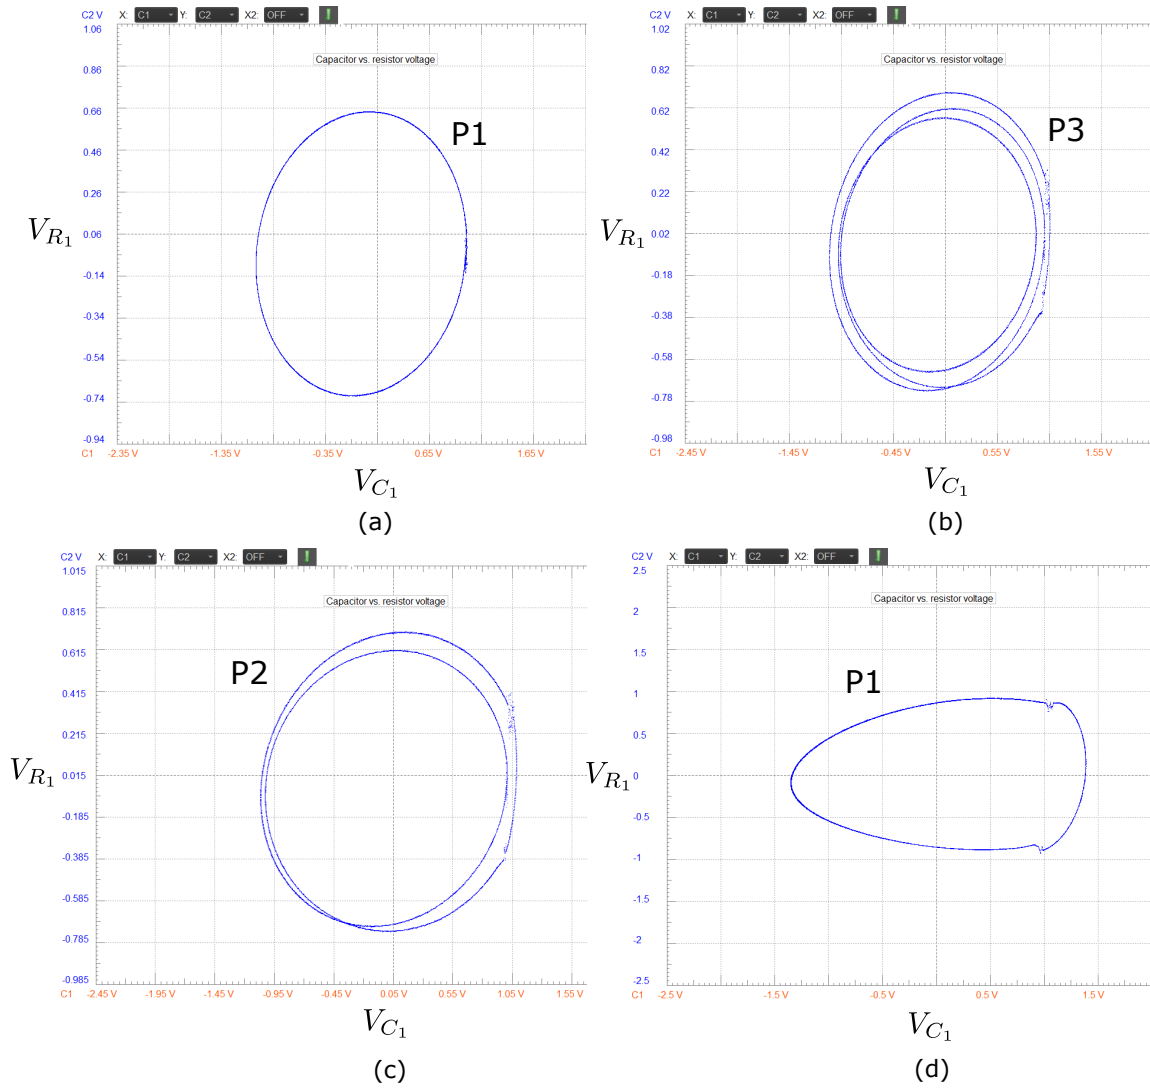 C2 V X: C1 Y: C2 X2: OFF
1.06
Capacitor vs. resistor voltage
0.86
0.66
P1
0.46
0.26
V_{R_1}
0.06
-0.14
-0.34
-0.54
-0.74
-0.94
C1 -2.35 V -1.35 V -0.35 V 0.65 V 1.65 V
V_{C_1}
(a)
C2 V X: C1 Y: C2 X2: OFF
1.02
Capacitor vs. resistor voltage
0.82
0.62
P3
0.42
0.22
V_{R_1}
0.02
-0.18
-0.38
-0.58
-0.78
-0.98
C1 -2.45 V -1.45 V -0.45 V 0.55 V 1.55 V
V_{C_1}
(b)
C2 V X: C1 Y: C2 X2: OFF
1.015
Capacitor vs. resistor voltage
0.815
0.615
P2
0.415
0.215
V_{R_1}
0.015
-0.185
-0.385
-0.585
-0.785
-0.985
C1 -2.45 V -1.95 V -1.45 V -0.95 V -0.45 V 0.05 V 0.55 V 1.05 V 1.55 V
V_{C_1}
(c)
C2 V X: C1 Y: C2 X2: OFF
2.5
Capacitor vs. resistor voltage
2
1.5
P1
1
0.5
V_{R_1}
0
-0.5
-1
-1.5
-2
-2.5
C1 -2.5 V -1.5 V -0.5 V 0.5 V 1.5 V
V_{C_1}
(d)